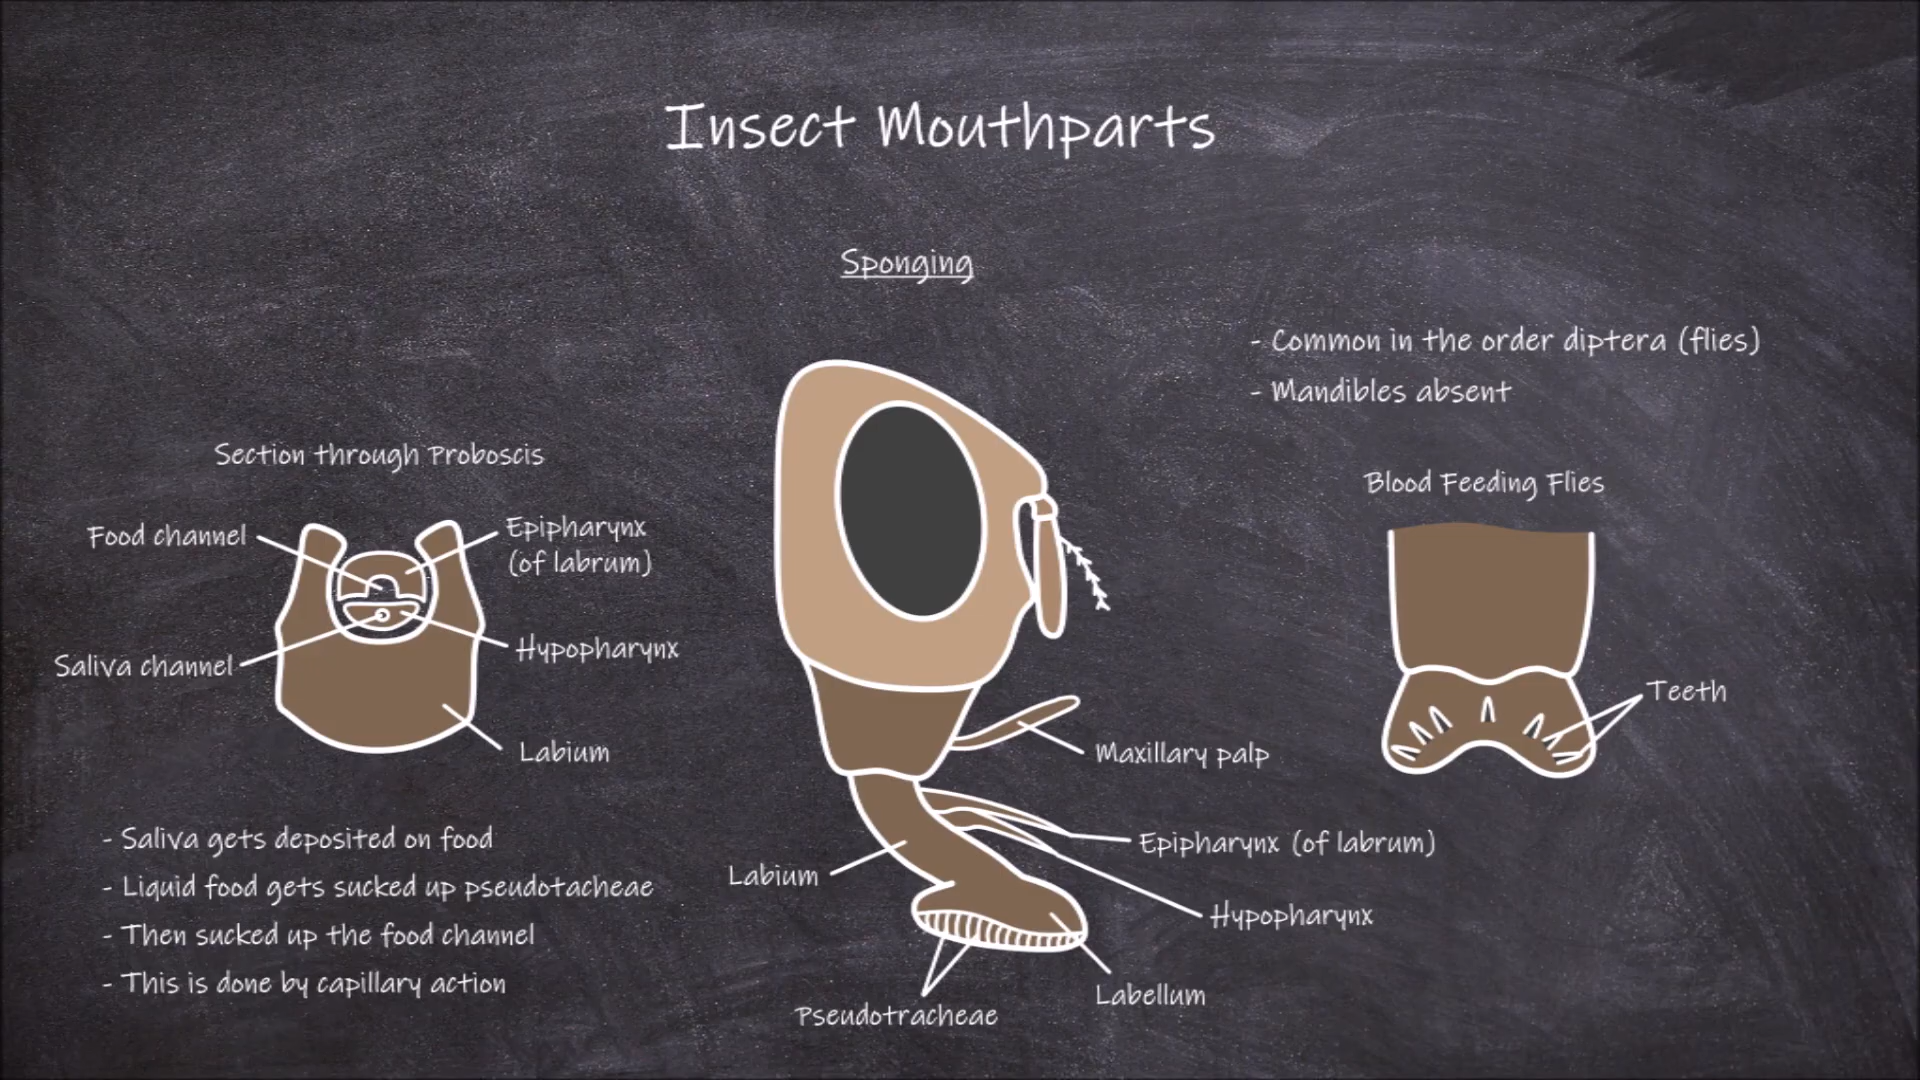 Insect Mouthparts
Sponging
- Common in the order diptera (flies)
- Mandibles absent
Section through Proboscis
Food channel
Epipharynx
(of labrum)
Saliva channel
Hypopharynx
Labium
- Saliva gets deposited on food
- Liquid food gets sucked up pseudotacheae
- Then sucked up the food channel
- This is done by capillary action
Maxillary palp
Epipharynx (of labrum)
Labium
Hypopharynx
Labellum
Pseudotracheae
Blood Feeding Flies
Teeth